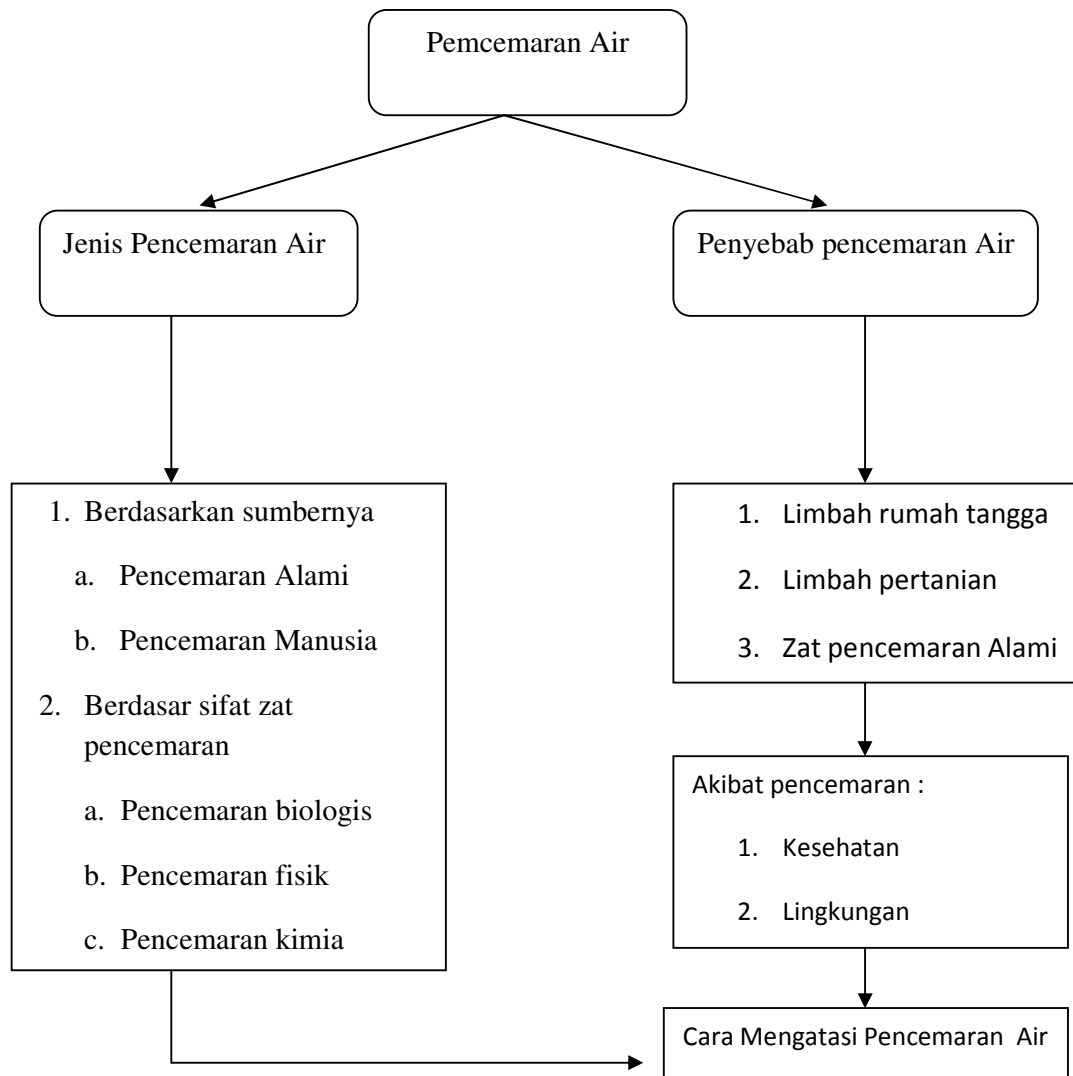 Pemcemaran Air
Jenis Pencemaran Air
Penyebab pencemaran Air
1. Berdasarkan sumbernya
a. Pencemaran Alami
b. Pencemaran Manusia
2. Berdasar sifat zat
pencemaran
a. Pencemaran biologis
b. Pencemaran fisik
c. Pencemaran kimia
1. Limbah rumah tangga
2. Limbah pertanian
3. Zat pencemaran Alami
Akibat pencemaran :
1. Kesehatan
2. Lingkungan
Cara Mengatasi Pencemaran Air